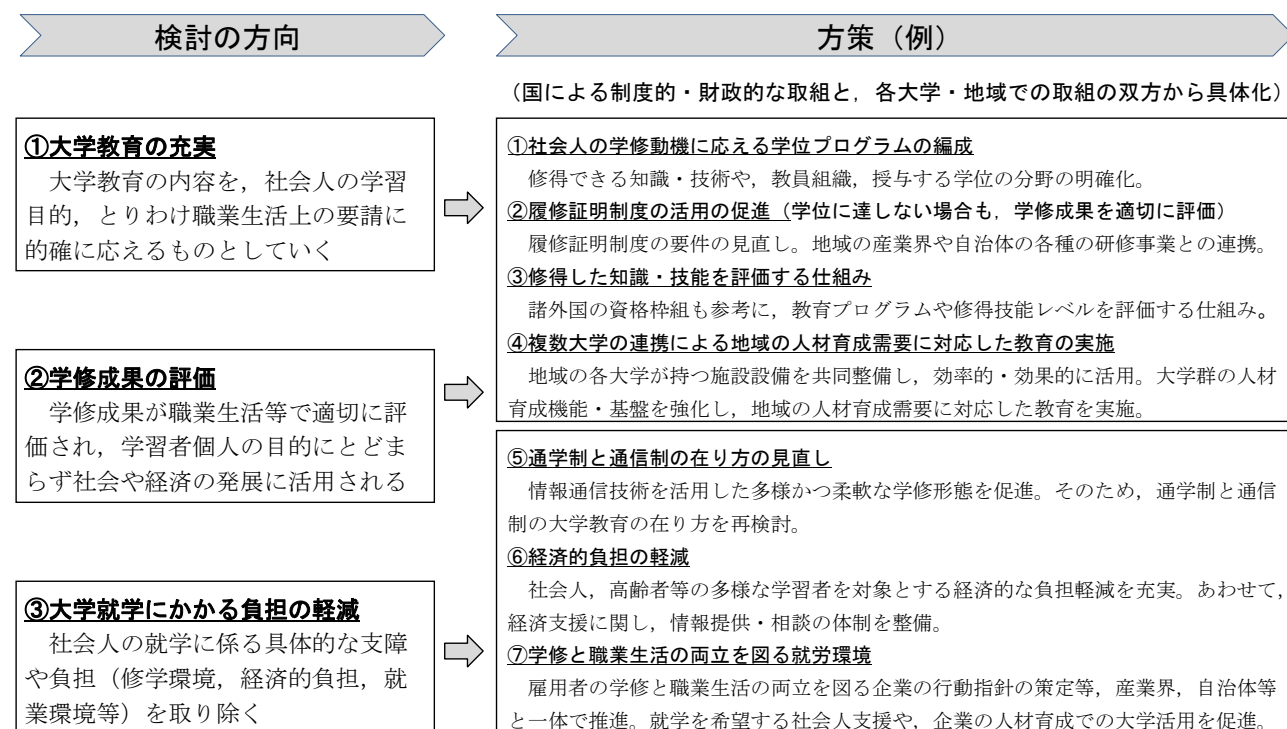 検討の方向
方策（例）
（国による制度的・財政的な取組と，各大学・地域での取組の双方から具体化）
①大学教育の充実
　大学教育の内容を，社会人の学習
目的，とりわけ職業生活上の要請に
的確に応えるものとしていく
②学修成果の評価
　学修成果が職業生活等で適切に評
価され，学習者個人の目的にとどま
らず社会や経済の発展に活用される
③大学就学にかかる負担の軽減
　社会人の就学に係る具体的な支障
や負担（修学環境，経済的負担，就
業環境等）を取り除く
①社会人の学修動機に応える学位プログラムの編成
　修得できる知識・技術や，教員組織，授与する学位の分野の明確化。
②履修証明制度の活用の促進（学位に達しない場合も，学修成果を適切に評価）
　履修証明制度の要件の見直し。地域の産業界や自治体の各種の研修事業との連携。
③修得した知識・技能を評価する仕組み
　諸外国の資格枠組も参考に，教育プログラムや修得技能レベルを評価する仕組み。
④複数大学の連携による地域の人材育成需要に対応した教育の実施
　地域の各大学が持つ施設設備を共同整備し，効率的・効果的に活用。大学群の人材
育成機能・基盤を強化し，地域の人材育成需要に対応した教育を実施。
⑤通学制と通信制の在り方の見直し
　情報通信技術を活用した多様かつ柔軟な学修形態を促進。そのため，通学制と通信
制の大学教育の在り方を再検討。
⑥経済的負担の軽減
　社会人，高齢者等の多様な学習者を対象とする経済的な負担軽減を充実。あわせて，
経済支援に関し，情報提供・相談の体制を整備。
⑦学修と職業生活の両立を図る就労環境
　雇用者の学修と職業生活の両立を図る企業の行動指針の策定等，産業界，自治体等
と一体で推進。就学を希望する社会人支援や，企業の人材育成での大学活用を促進。